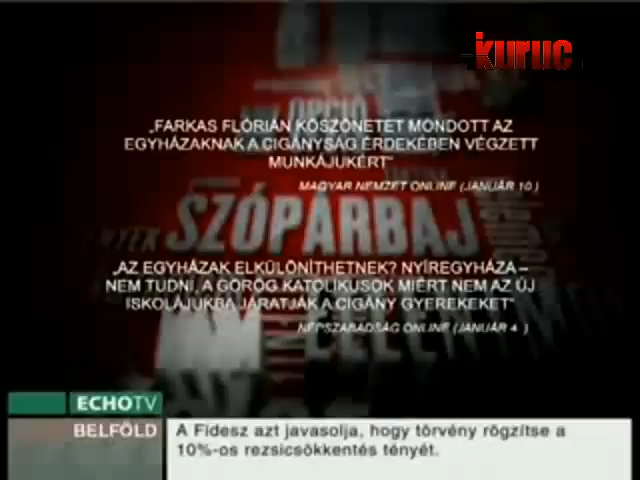 kuruc
OPCIÓ
„FARKAS FLÓRIÁN KÖSZÖNETET MONDOTT AZ
EGYHÁZAKNAK A CIGÁNYSÁG ÉRDEKÉBEN VÉGZETT
MUNKÁJUKÉRT"
MAGYAR NEMZET ONLINE (JANUÁR 10.)
SZÓPÁRBAJ
„AZ EGYHÁZAK ELKÜLÖNÍTHETNEK? NYÍREGYHÁZA –
NEM TUDNI, A GÖRÖG KATOLIKUSOK MIÉRT NEM AZ ÚJ
ISKOLÁJUKBA JÁRATJÁK A CIGÁNY GYEREKEKET"
NÉPSZABADSÁG ONLINE (JANUÁR 4. )
ECHOTV
BELFÖLD
A Fidesz azt javasolja, hogy törvény rögzítse a
10%-os rezsicsökkentés tényét.